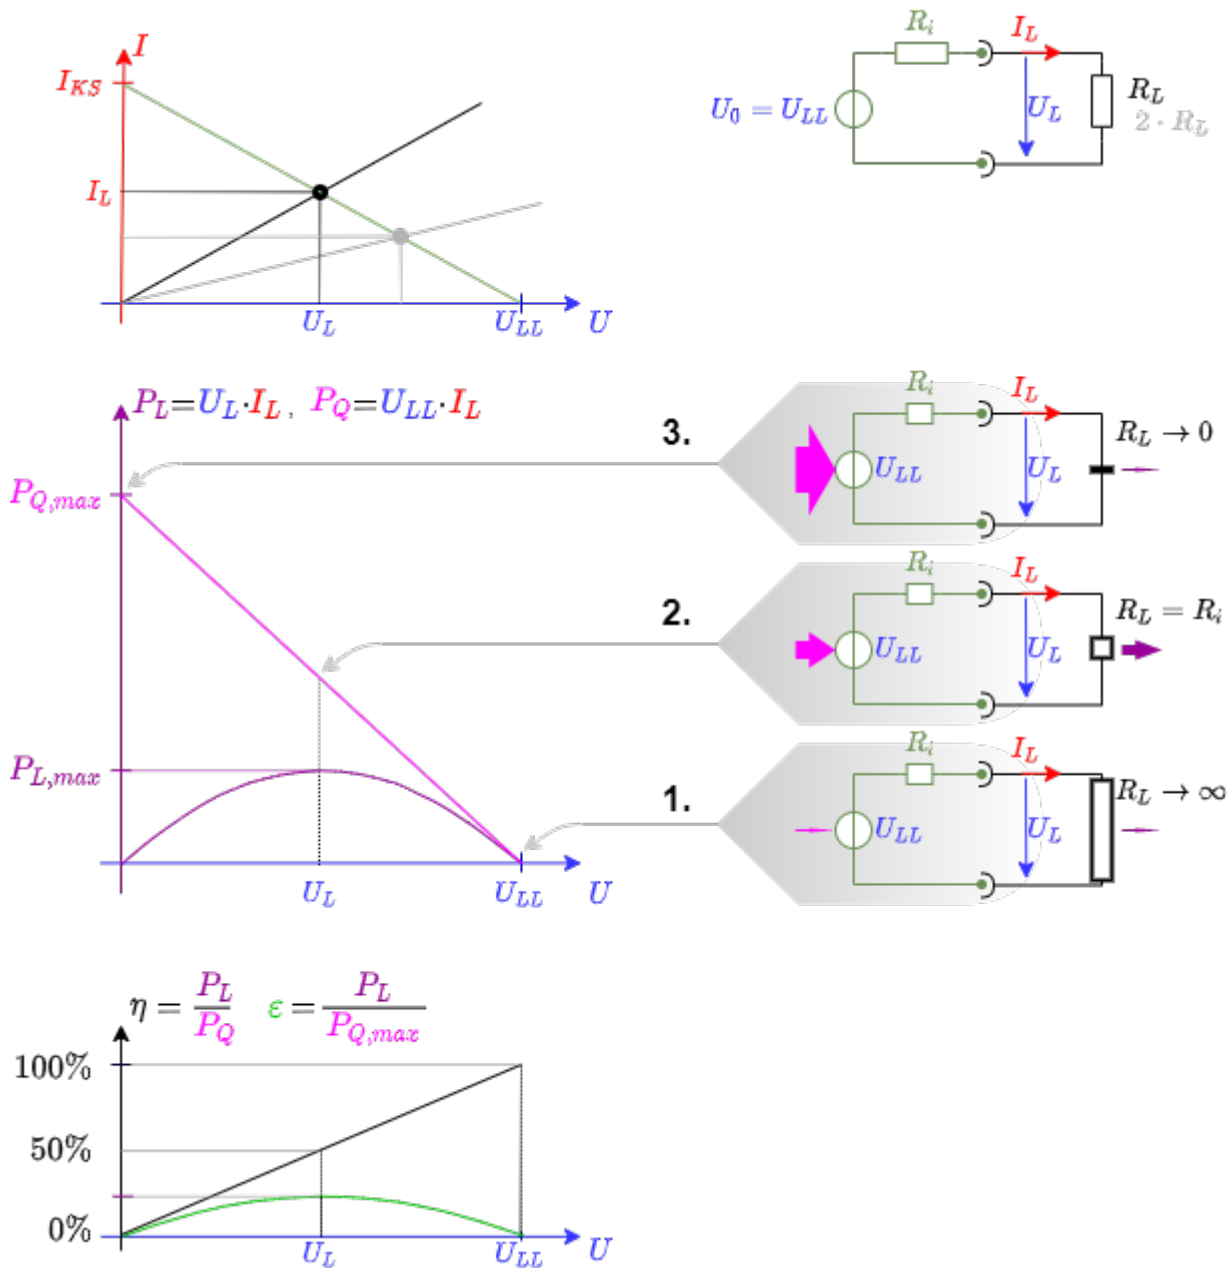 I
I_KS
I_L
U_L
U_LL
U
R_i
I_L
U_0 = U_LL
U_L
R_L
2 · R_L
P_L=U_L·I_L , P_Q=U_LL·I_L
P_Q,max
P_L,max
U_L
U_LL
U
3.
R_i
I_L
U_LL
U_L
R_L → 0
2.
R_i
I_L
U_LL
U_L
R_L = R_i
1.
R_i
I_L
U_LL
U_L
R_L → ∞
η = P_L/P_Q ε = P_L/P_Q,max
100%
50%
0%
U_L
U_LL
U